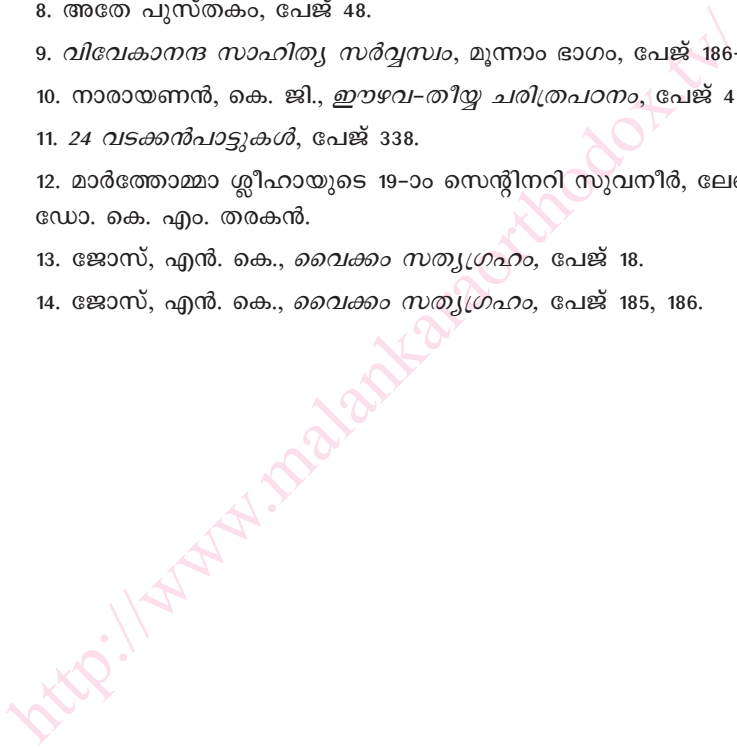 8. അതേ പുസ്തകം, പേജ് 48.
9. വിവേകാനന്ദ സാഹിത്യ സർവ്വസ്വം, മൂന്നാം ഭാഗം, പേജ് 186-
10. നാരായണൻ, കെ. ജി., ഈഴവ-തീയ്യ ചരിത്രപഠനം, പേജ് 4
11. 24 വടക്കൻപാട്ടുകൾ, പേജ് 338.
12. മാർത്തോമ്മാ ശ്ലീഹായുടെ 19-ാം സെന്റിനറി സുവനീർ,
ഡോ. കെ. എം. തരകൻ.
13. ജോസ്, എൻ. കെ., വൈക്കം സത്യഗ്രഹം, പേജ് 18.
14. ജോസ്, എൻ. കെ., വൈക്കം സത്യഗ്രഹം, പേജ് 185, 186.
http://www.malankaraorthodox.tv/